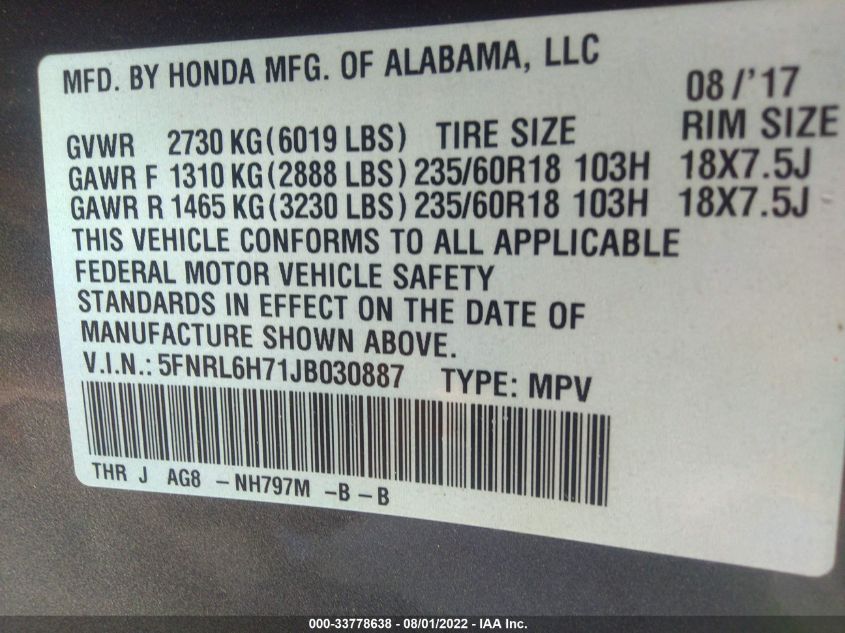 MFD. BY HONDA MFG. OF ALABAMA, LLC 08/'17
GVWR 2730 KG(6019 LBS) TIRE SIZE RIM SIZE
GAWR F 1310 KG(2888 LBS) 235/60R18 103H 18X7.5J
GAWR R 1465 KG(3230 LBS) 235/60R18 103H 18X7.5J
THIS VEHICLE CONFORMS TO ALL APPLICABLE
FEDERAL MOTOR VEHICLE SAFETY
STANDARDS IN EFFECT ON THE DATE OF
MANUFACTURE SHOWN ABOVE.
V.I.N.: 5FNRL6H71JB030887 TYPE: MPV
THR J AG8 -NH797M -B-B
000-33778638 - 08/01/2022 - IAA Inc.